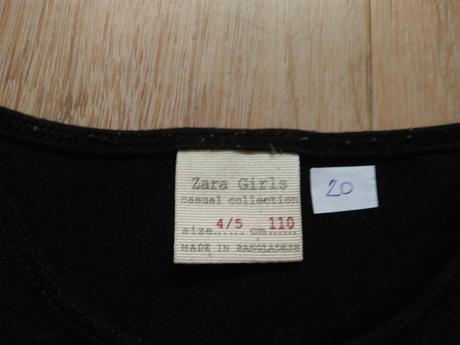 Zara Girls
casual collection
size 4/5 cm 110
MADE IN BANGLADESH
20